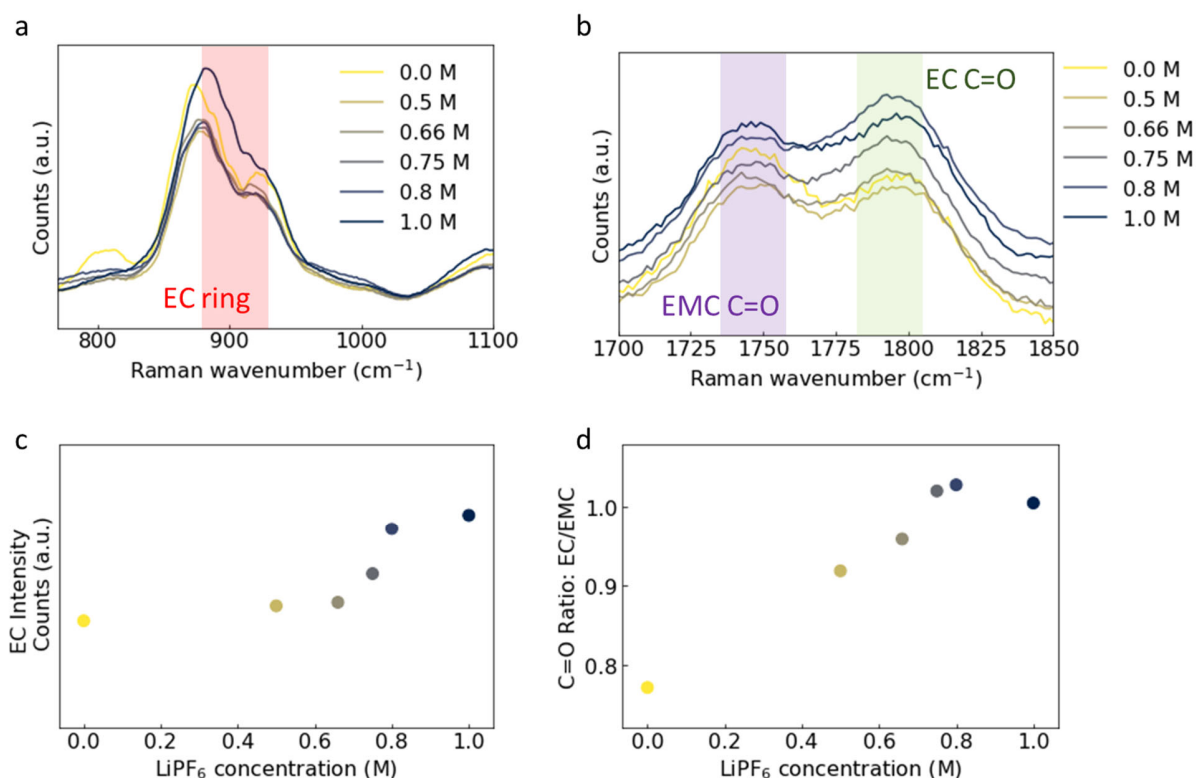 a
Counts (a.u.)
0.0 M
0.5 M
0.66 M
0.75 M
0.8 M
1.0 M
EC ring
800
900
1000
1100
Raman wavenumber (cm⁻¹)
b
Counts (a.u.)
EC C=O
EMC C=O
0.0 M
0.5 M
0.66 M
0.75 M
0.8 M
1.0 M
1700
1725
1750
1775
1800
1825
1850
Raman wavenumber (cm⁻¹)
c
EC Intensity
Counts (a.u.)
0.0
0.2
0.4
0.6
0.8
1.0
LiPF₆ concentration (M)
d
C=O Ratio: EC/EMC
1.0
0.9
0.8
0.0
0.2
0.4
0.6
0.8
1.0
LiPF₆ concentration (M)